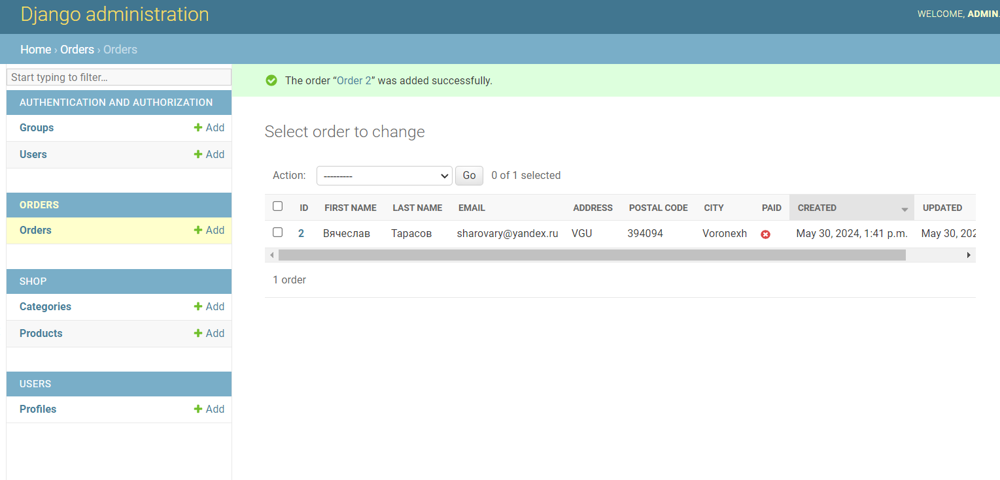 Django administration
WELCOME, ADMIN.
Home › Orders › Orders
Start typing to filter...
AUTHENTICATION AND AUTHORIZATION
Groups + Add
Users + Add
ORDERS
Orders + Add
SHOP
Categories + Add
Products + Add
USERS
Profiles + Add
The order “Order 2” was added successfully.
Select order to change
Action: --------- Go 0 of 1 selected
ID FIRST NAME LAST NAME EMAIL ADDRESS POSTAL CODE CITY PAID CREATED UPDATED
2 Вячеслав Тарасов sharovary@yandex.ru VGU 394094 Voronexh May 30, 2024, 1:41 p.m. May 30, 202
1 order